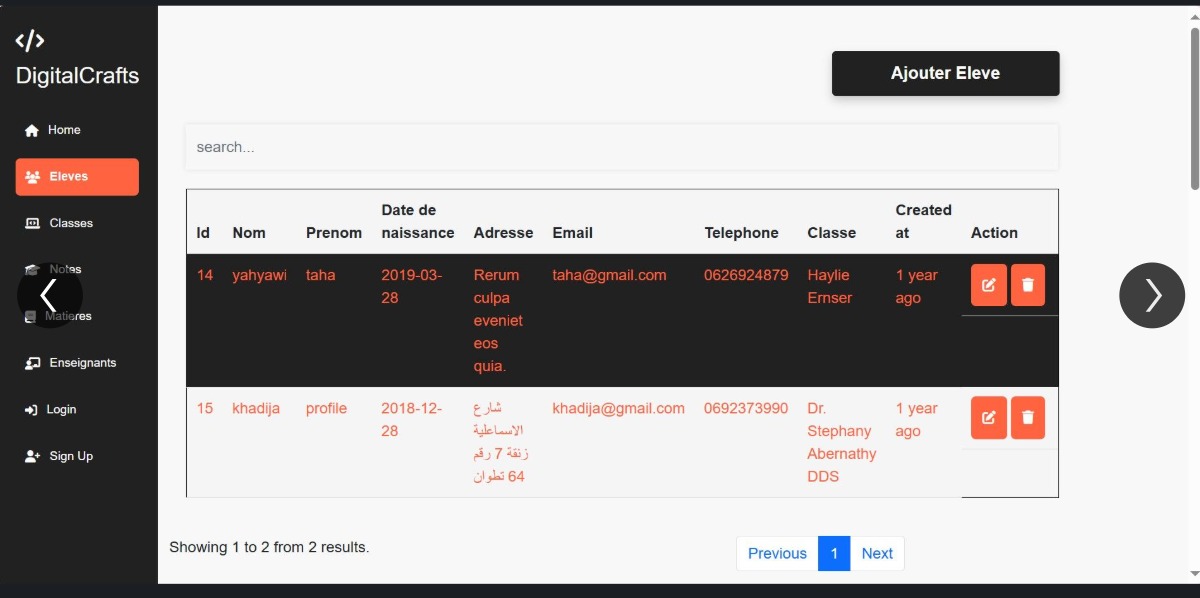 </>
DigitalCrafts
Home
Eleves
Classes
Notes
Matieres
Enseignants
Login
Sign Up
Ajouter Eleve
search...
Id Nom Prenom Date de naissance Adresse Email Telephone Classe Created at Action
14 yahyawi taha 2019-03-28 Rerum culpa eveniet eos quia. taha@gmail.com 0626924879 Haylie Ernser 1 year ago
15 khadija profile 2018-12-28 شارع الاسماعلية زنقة 7 رقم 64 تطوان khadija@gmail.com 0692373990 Dr. Stephany Abernathy DDS 1 year ago
Showing 1 to 2 from 2 results.
Previous 1 Next